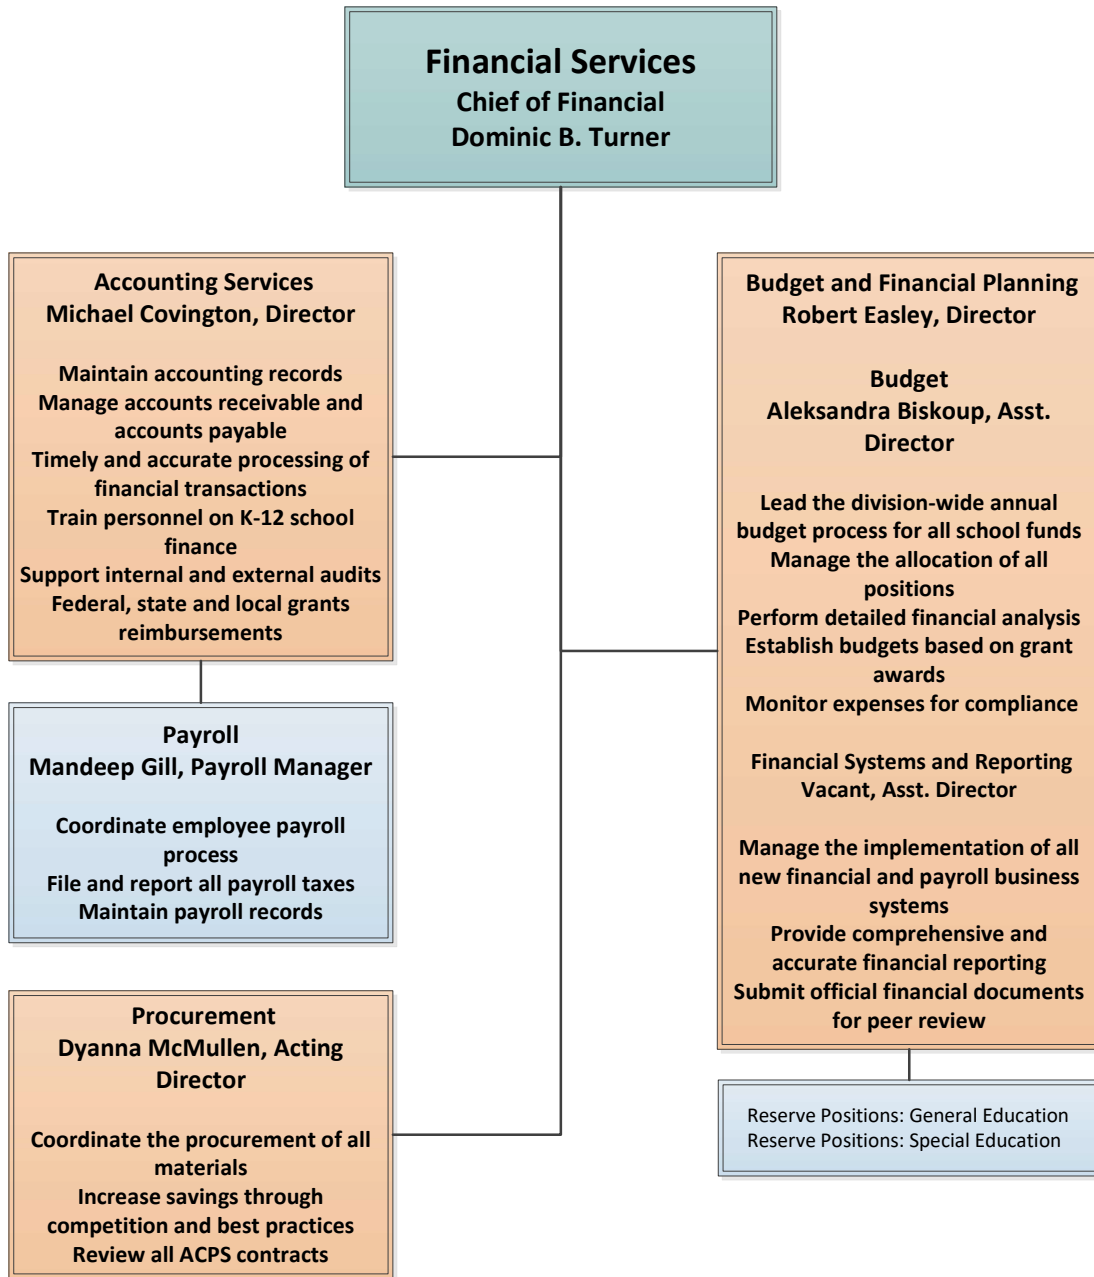 Financial Services
Chief of Financial
Dominic B. Turner
Accounting Services
Michael Covington, Director
Maintain accounting records
Manage accounts receivable and
accounts payable
Timely and accurate processing of
financial transactions
Train personnel on K-12 school
finance
Support internal and external audits
Federal, state and local grants
reimbursements
Payroll
Mandeep Gill, Payroll Manager
Coordinate employee payroll
process
File and report all payroll taxes
Maintain payroll records
Procurement
Dyanna McMullen, Acting
Director
Coordinate the procurement of all
materials
Increase savings through
competition and best practices
Review all ACPS contracts
Budget and Financial Planning
Robert Easley, Director
Budget
Aleksandra Biskoup, Asst.
Director
Lead the division-wide annual
budget process for all school funds
Manage the allocation of all
positions
Perform detailed financial analysis
Establish budgets based on grant
awards
Monitor expenses for compliance
Financial Systems and Reporting
Vacant, Asst. Director
Manage the implementation of all
new financial and payroll business
systems
Provide comprehensive and
accurate financial reporting
Submit official financial documents
for peer review
Reserve Positions: General Education
Reserve Positions: Special Education